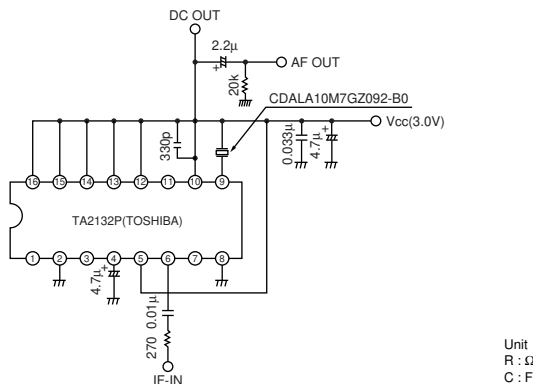 DC OUT
2.2μ
+
AF OUT
20k
CDALA10M7GZ092-B0
Vcc(3.0V)
330p
0.033μ
4.7μ
+
16 15 14 13 12 11 10 9
TA2132P(TOSHIBA)
1 2 3 4 5 6 7 8
4.7μ
+
0.01μ
270
IF-IN
Unit
R : Ω
C : F